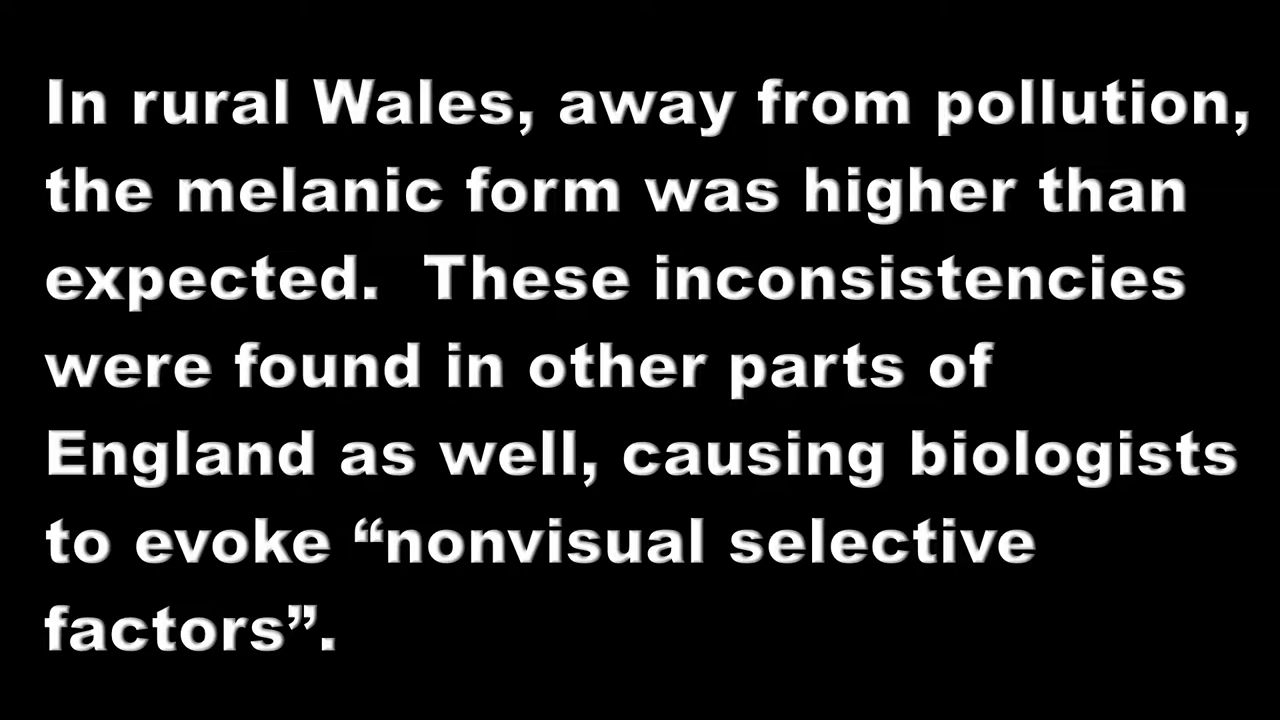 In rural Wales, away from pollution,
the melanic form was higher than
expected.  These inconsistencies
were found in other parts of
England as well, causing biologists
to evoke “nonvisual selective
factors”.